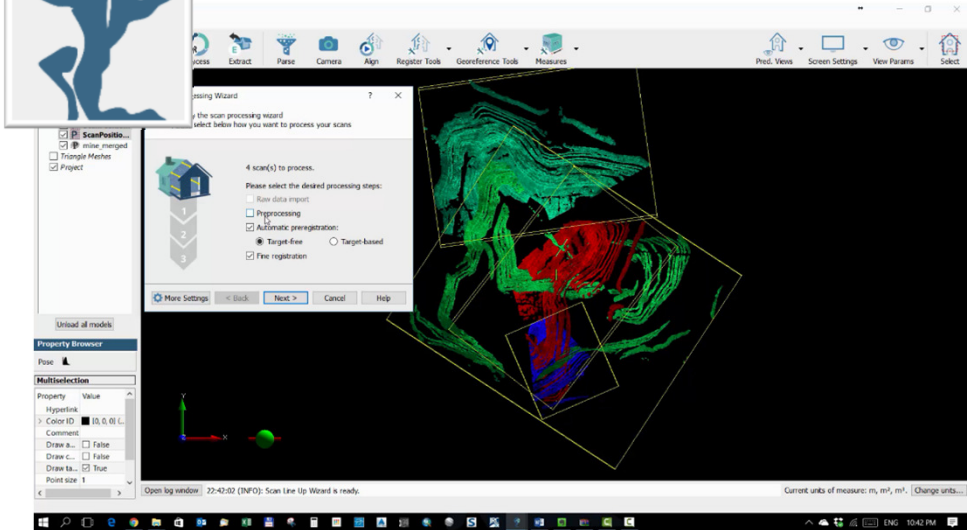 Extract
Parse
Camera
Align
Register Tools
Georeference Tools
Measures
Pred. Views
Screen Settings
View Params
Select
essing Wizard
? ×
y the scan processing wizard
select below how you want to process your scans
ScanPositio...
mine_merged
Triangle Meshes
Project
4 scan(s) to process.
Please select the desired processing steps:
Raw data import
Preprocessing
Automatic preregistration:
Target-free Target-based
Fine registration
1
2
3
More Settings < Back Next > Cancel Help
Unload all models
Property Browser
Pose
Multiselection
Property Value
Hyperlink
Color ID [0, 0, 0] (...
Comment
Draw a... False
Draw c... False
Draw ta... True
Point size 1
Y
X
Open log window 22:42:02 (INFO): Scan Line Up Wizard is ready.
Current units of measure: m, m², m³. Change units...
ENG 10:42 PM